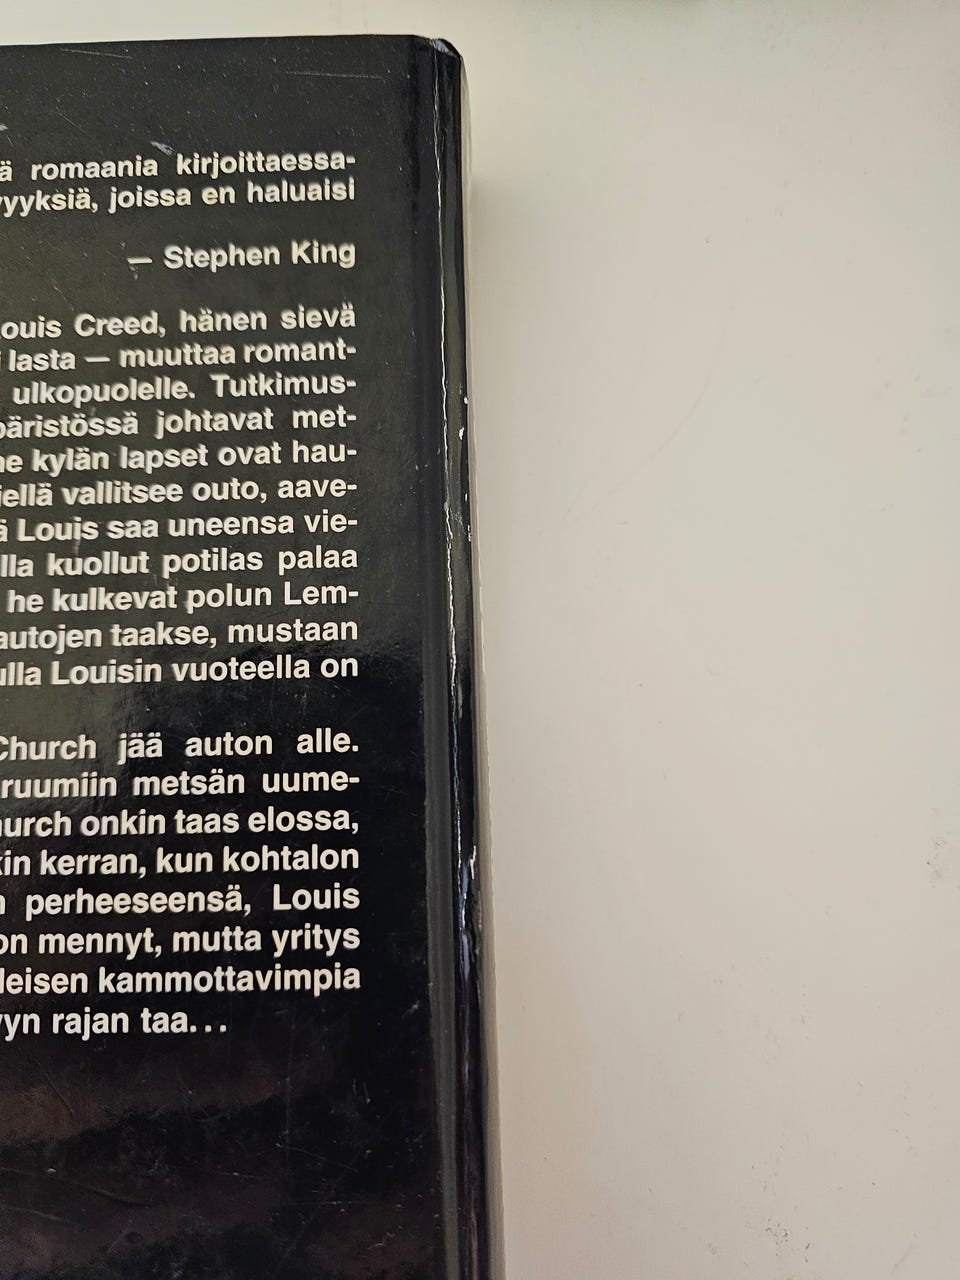 ä romaania kirjoittaessa-
yyksiä, joissa en haluaisi
— Stephen King
ouis Creed, hänen sievä
lasta — muuttaa romant-
ulkopuolelle. Tutkimus-
päristössä johtavat met-
ne kylän lapset ovat hau-
iellä vallitsee outo, aave-
ä Louis saa uneensa vie-
lla kuollut potilas palaa
he kulkevat polun Lem-
autojen taakse, mustaan
ulla Louisin vuoteella on
Church jää auton alle.
ruumiin metsän uume-
hurch onkin taas elossa,
kin kerran, kun kohtalon
n perheeseensä, Louis
on mennyt, mutta yritys
leisen kammottavimpia
yyn rajan taa...